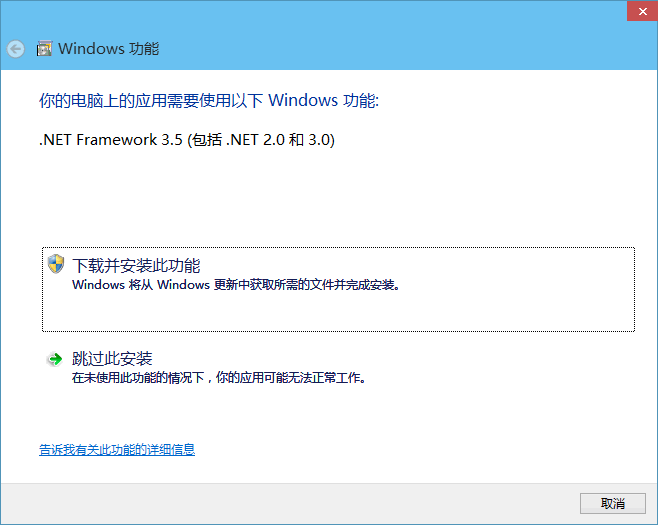 Windows 功能
你的电脑上的应用需要使用以下 Windows 功能:
.NET Framework 3.5 (包括 .NET 2.0 和 3.0)
下载并安装此功能
Windows 将从 Windows 更新中获取所需的文件并完成安装。
跳过此安装
在未使用此功能的情况下，你的应用可能无法正常工作。
告诉我有关此功能的详细信息
取消